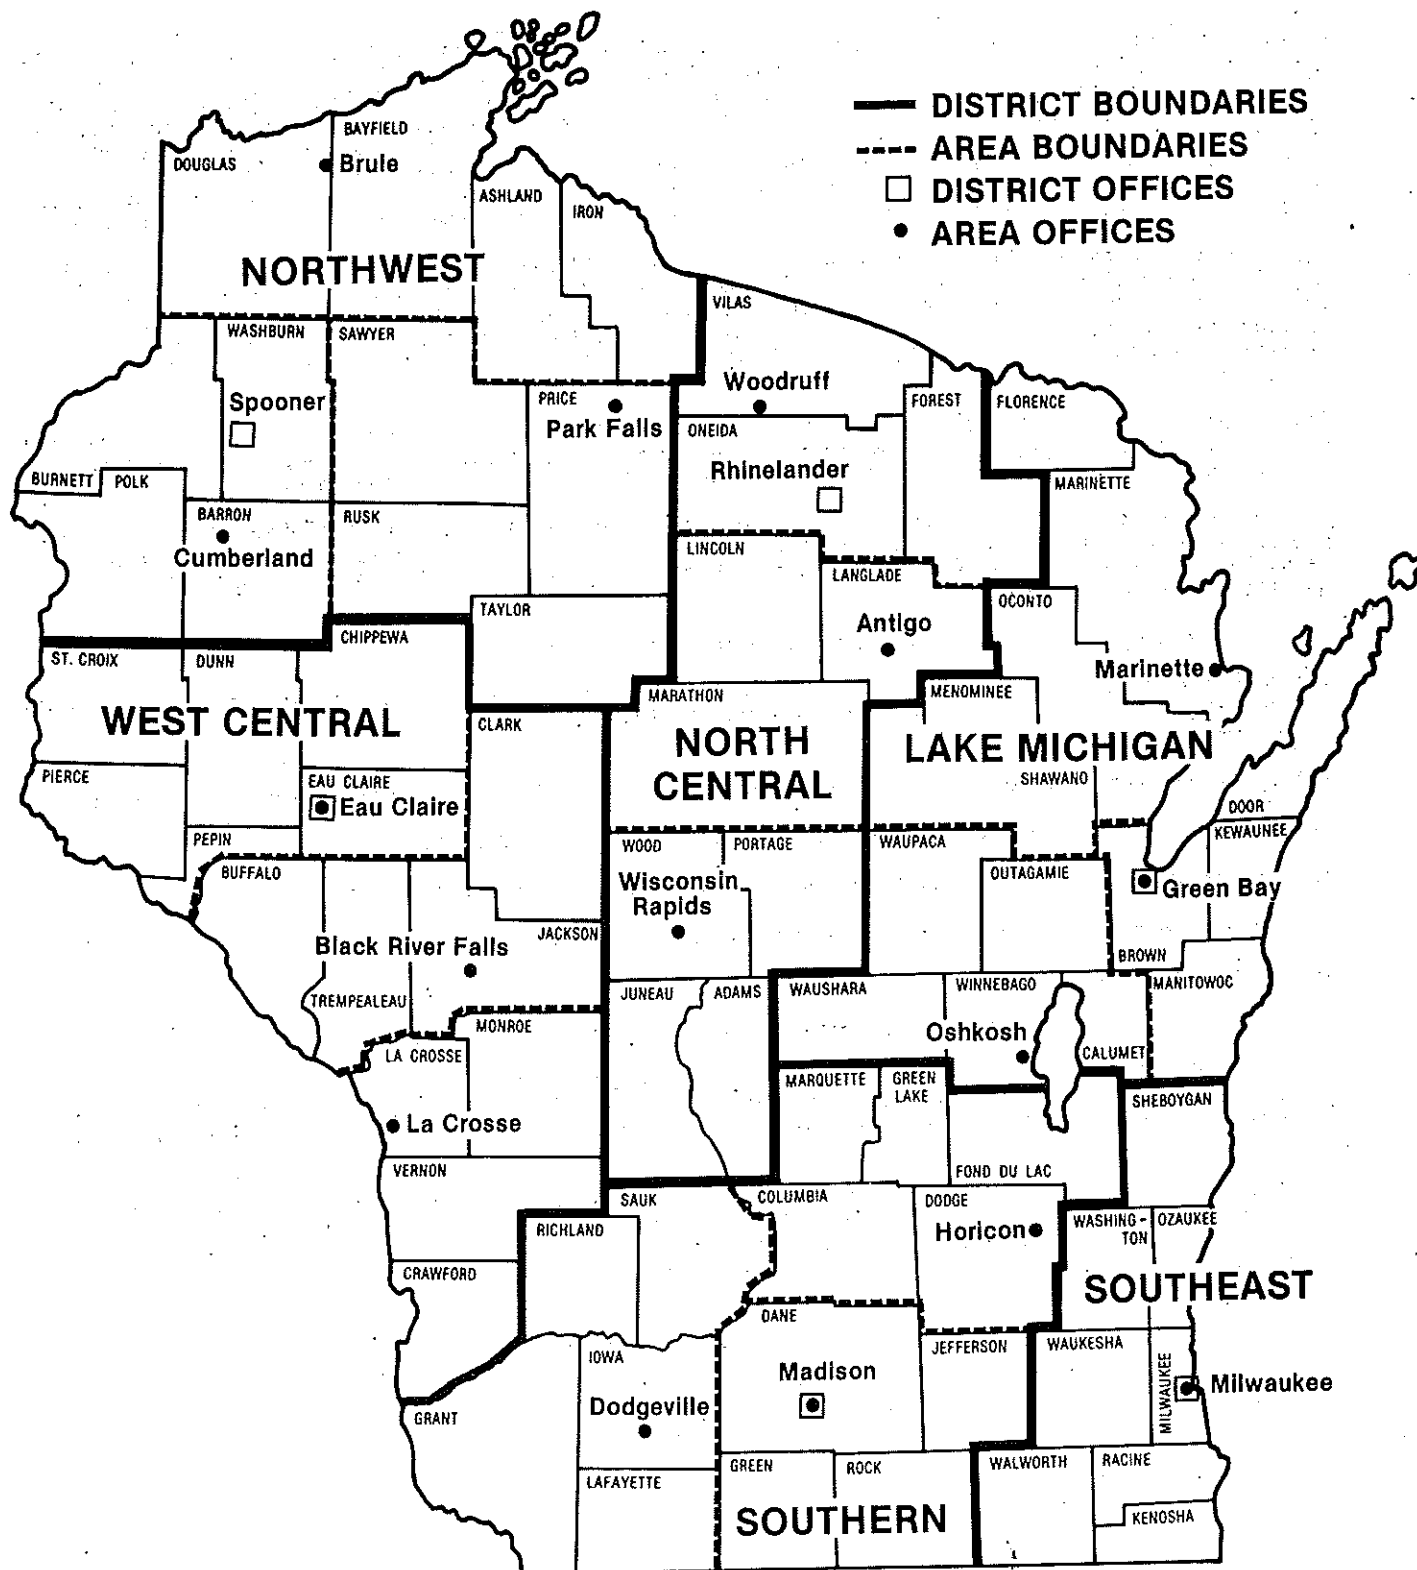 DISTRICT BOUNDARIES
AREA BOUNDARIES
DISTRICT OFFICES
AREA OFFICES
BAYFIELD
DOUGLAS
Brule
ASHLAND
IRON
NORTHWEST
VILAS
WASHBURN
SAWYER
Woodruff
Spooner
PRICE
Park Falls
FOREST
FLORENCE
ONEIDA
Rhinelander
BURNETT
POLK
MARINETTE
BARRON
RUSK
Cumberland
LINCOLN
LANGLADE
TAYLOR
OCONTO
Antigo
CHIPPEWA
ST. CROIX
DUNN
Marinette
MARATHON
MENOMINEE
WEST CENTRAL
CLARK
NORTH
CENTRAL
LAKE MICHIGAN
PIERCE
EAU CLAIRE
SHAWANO
Eau Claire
DOOR
KEWAUNEE
PEPIN
WOOD
PORTAGE
WAUPACA
BUFFALO
OUTAGAMIE
Wisconsin
Rapids
Green Bay
JACKSON
Black River Falls
BROWN
TREMPEALEAU
JUNEAU
ADAMS
WAUSHARA
WINNEBAGO
MANITOWOC
MONROE
Oshkosh
LA CROSSE
CALUMET
MARQUETTE
GREEN
LAKE
SHEBOYGAN
La Crosse
VERNON
FOND DU LAC
SAUK
COLUMBIA
DODGE
RICHLAND
Horicon
WASHING-
TON
OZAUKEE
CRAWFORD
SOUTHEAST
DANE
IOWA
JEFFERSON
WAUKESHA
MILWAUKEE
Madison
Milwaukee
Dodgeville
GRANT
GREEN
ROCK
WALWORTH
RACINE
LAFAYETTE
SOUTHERN
KENOSHA